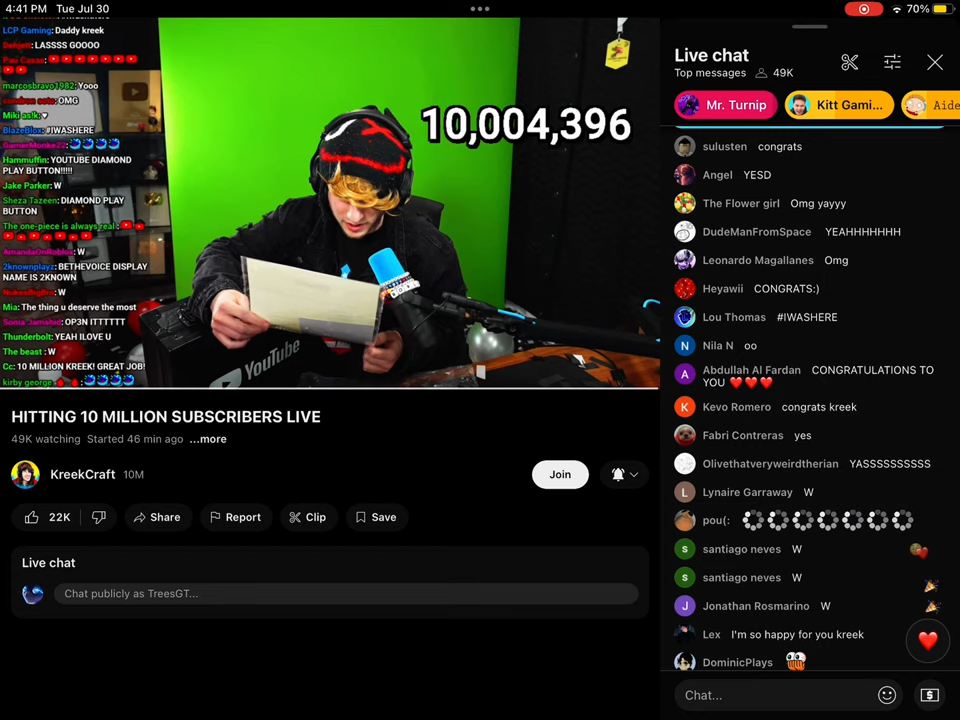 4:41 PM Tue Jul 30
70%
LCP Gaming: Daddy kreek
LASSSS GOOOO
Pau Casas:
marcosbravo1982: Yooo
OMG
Miki as!k: ♥
BlazeBlox: #IWASHERE
GamerMonke22:
Hammuffin: YOUTUBE DIAMOND
PLAY BUTTON!!!!!
Jake Parker: W
Sheza Tazeen: DIAMOND PLAY
BUTTON
The one-piece is always real:
AmandaOnRoblox: W
2knownplayz: BETHEVOICE DISPLAY
NAME IS 2KNOWN
W
Mia: The thing u deserve the most
OP3N ITTTTTT
Thunderbolt: YEAH ILOVE U
The beast : W
Cc: 10 MILLION KREEK! GREAT JOB!
kirby george
10,004,396
YouTube
HITTING 10 MILLION SUBSCRIBERS LIVE
49K watching Started 46 min ago ...more
KreekCraft 10M
Join
22K
Share
Report
Clip
Save
Live chat
Chat publicly as TreesGT...
Live chat
Top messages 49K
Mr. Turnip
Kitt Gami...
Aide
sulusten congrats
Angel YESD
The Flower girl Omg yayyy
DudeManFromSpace YEAHHHHHHH
Leonardo Magallanes Omg
Heyawii CONGRATS:)
Lou Thomas #IWASHERE
N Nila N oo
A Abdullah Al Fardan CONGRATULATIONS TO
YOU ❤️❤️❤️
K Kevo Romero congrats kreek
Fabri Contreras yes
Olivethatveryweirdtherian YASSSSSSSSSS
L Lynaire Garraway W
pou(:
S santiago neves W
S santiago neves W
J Jonathan Rosmarino W
Lex I'm so happy for you kreek
DominicPlays
Chat...